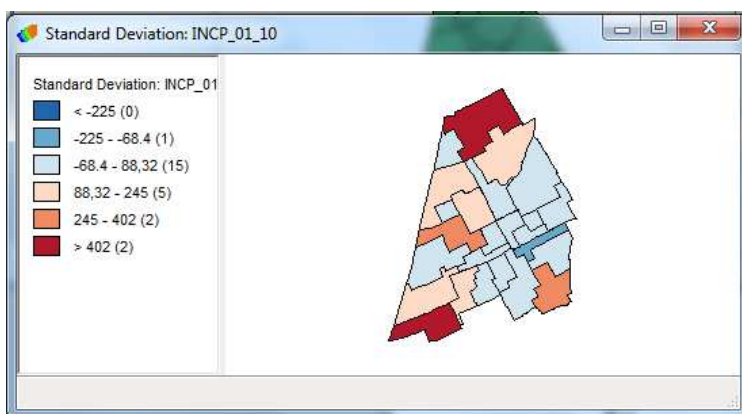 Standard Deviation: INCP_01_10
Standard Deviation: INCP_01
< -225 (0)
-225 - -68.4 (1)
-68.4 - 88,32 (15)
88,32 - 245 (5)
245 - 402 (2)
> 402 (2)